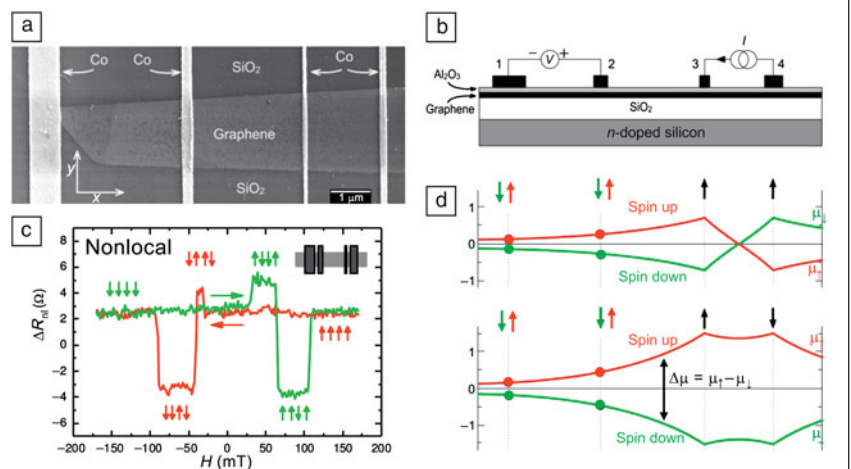 a
Co Co SiO₂ Co
Graphene
y
x
SiO₂
1 μm
b
– V + I
1 2 3 4
Al₂O₃
Graphene
SiO₂
n-doped silicon
c
Nonlocal
ΔRnl(Ω)
8
6
4
2
0
–2
–4
–6
↓↑↑↓ ↑↓↓↑
↓↓↓↓
↑↑↑↑
↓↓↑↓ ↑↑↓↑
–200 –150 –100 –50 0 50 100 150 200
H (mT)
d
1
0
–1
Spin up
Spin down
μ↓
μ↑
1
0
–1
Spin up
Δμ = μ↑–μ↓
Spin down
μ↑